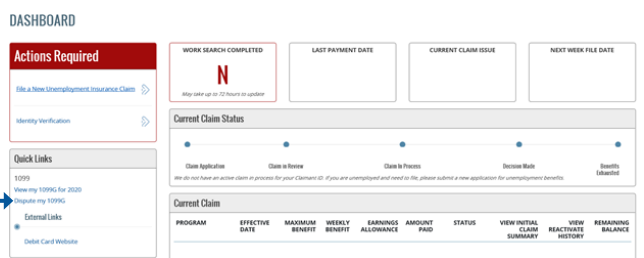 DASHBOARD
Actions Required
File a New Unemployment Insurance Claim
Identity Verification
Quick Links
1099
View my 1099G for 2020
Dispute my 1099G
External Links
Debit Card Website
WORK SEARCH COMPLETED
N
May take up to 72 hours to update
LAST PAYMENT DATE
CURRENT CLAIM ISSUE
NEXT WEEK FILE DATE
Current Claim Status
Claim Application
Claim in Review
Claim In Process
Decision Made
Benefits
Exhausted
We do not have an active claim in process for your Claimant ID. If you are unemployed and need to file, please submit a new application for unemployment benefits.
Current Claim
PROGRAM
EFFECTIVE
DATE
MAXIMUM
BENEFIT
WEEKLY
BENEFIT
EARNINGS
ALLOWANCE
AMOUNT
PAID
STATUS
VIEW INITIAL
CLAIM
SUMMARY
VIEW
REACTIVATE
HISTORY
REMAINING
BALANCE